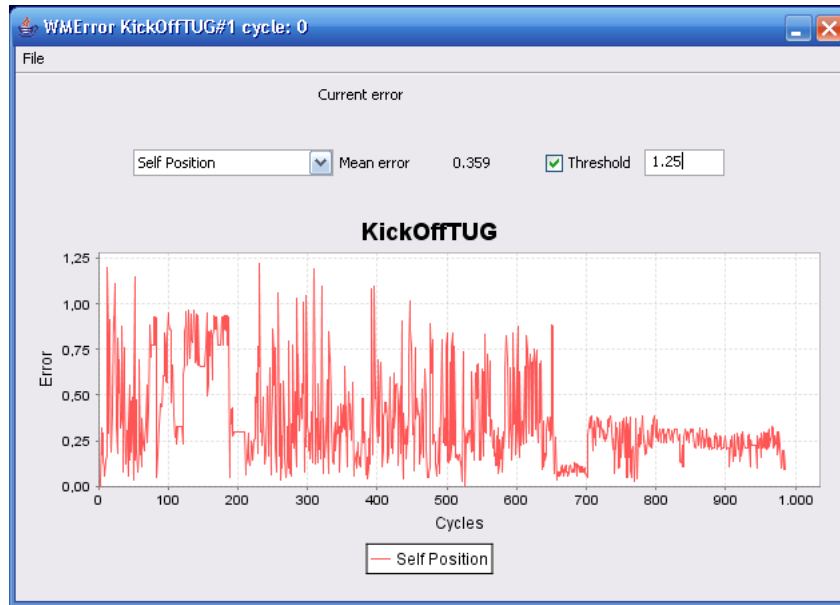 WMError KickOffTUG#1 cycle: 0
File
Current error
Self Position Mean error 0.359 Threshold 1.25
KickOffTUG
1,25
1,00
0,75
0,50
0,25
0,00
Error
0 100 200 300 400 500 600 700 800 900 1.000
Cycles
Self Position